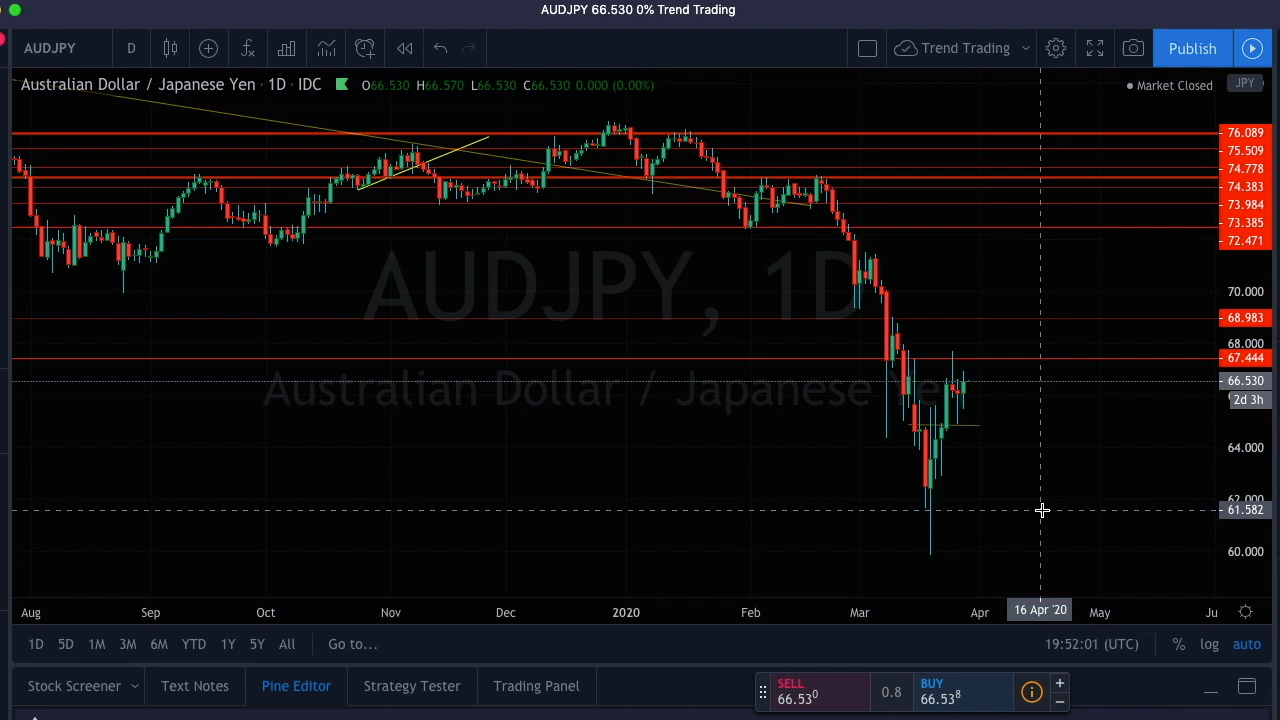 AUDJPY 66.530 0% Trend Trading
AUDJPY D Trend Trading Publish
Australian Dollar / Japanese Yen · 1D · IDC O66.530 H66.570 L66.530 C66.530 0.000 (0.00%) Market Closed JPY
76.089
75.509
74.778
74.383
73.984
73.385
72.471
AUDJPY, 1D
70.000
68.983
68.000
67.444
66.530
Australian Dollar / Japanese Yen
2d 3h
64.000
62.000
61.582
60.000
Aug Sep Oct Nov Dec 2020 Feb Mar Apr 16 Apr '20 May Ju
1D 5D 1M 3M 6M YTD 1Y 5Y All Go to... 19:52:01 (UTC) % log auto
Stock Screener Text Notes Pine Editor Strategy Tester Trading Panel
SELL 66.530 0.8 BUY 66.538